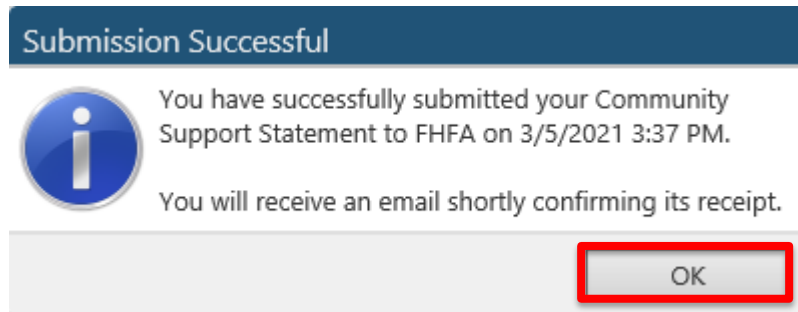 Submission Successful
You have successfully submitted your Community
Support Statement to FHFA on 3/5/2021 3:37 PM.
You will receive an email shortly confirming its receipt.
OK